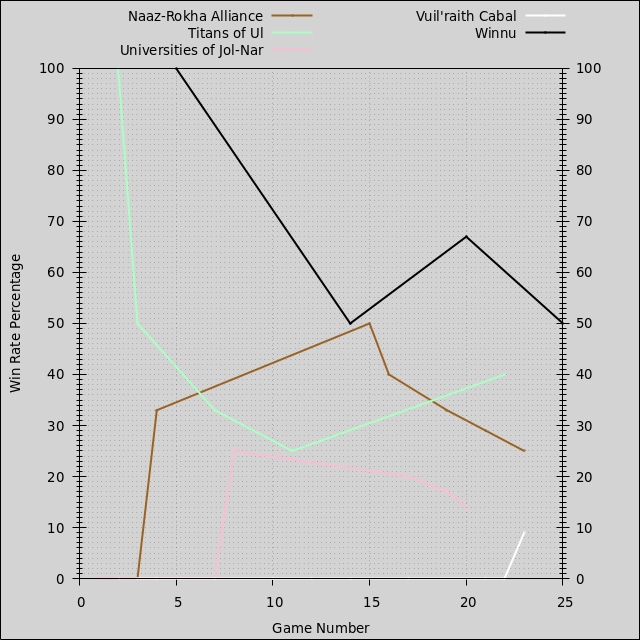 Naaz-Rokha Alliance
Titans of Ul
Universities of Jol-Nar
Vuil'raith Cabal
Winnu
100 100
90 90
80 80
70 70
60 60
50 50
40 40
30 30
20 20
10 10
0 0
0 5 10 15 20 25
Win Rate Percentage
Game Number